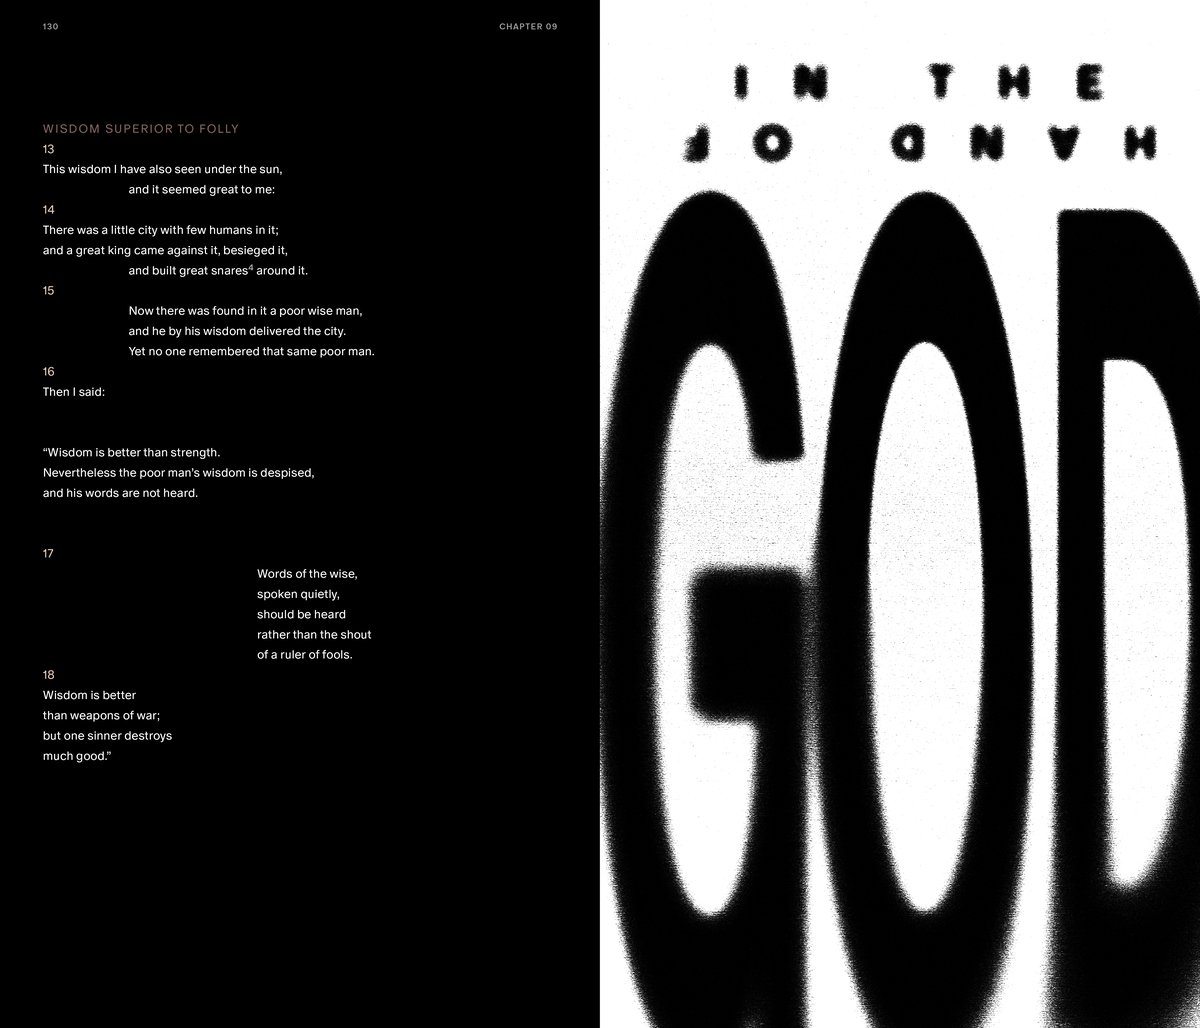 130
CHAPTER 09
WISDOM SUPERIOR TO FOLLY
13
This wisdom I have also seen under the sun,
and it seemed great to me:
14
There was a little city with few humans in it;
and a great king came against it, besieged it,
and built great snares⁴ around it.
15
Now there was found in it a poor wise man,
and he by his wisdom delivered the city.
Yet no one remembered that same poor man.
16
Then I said:
“Wisdom is better than strength.
Nevertheless the poor man's wisdom is despised,
and his words are not heard.
17
Words of the wise,
spoken quietly,
should be heard
rather than the shout
of a ruler of fools.
18
Wisdom is better
than weapons of war;
but one sinner destroys
much good.”
IN THE
HAND OF
GOD